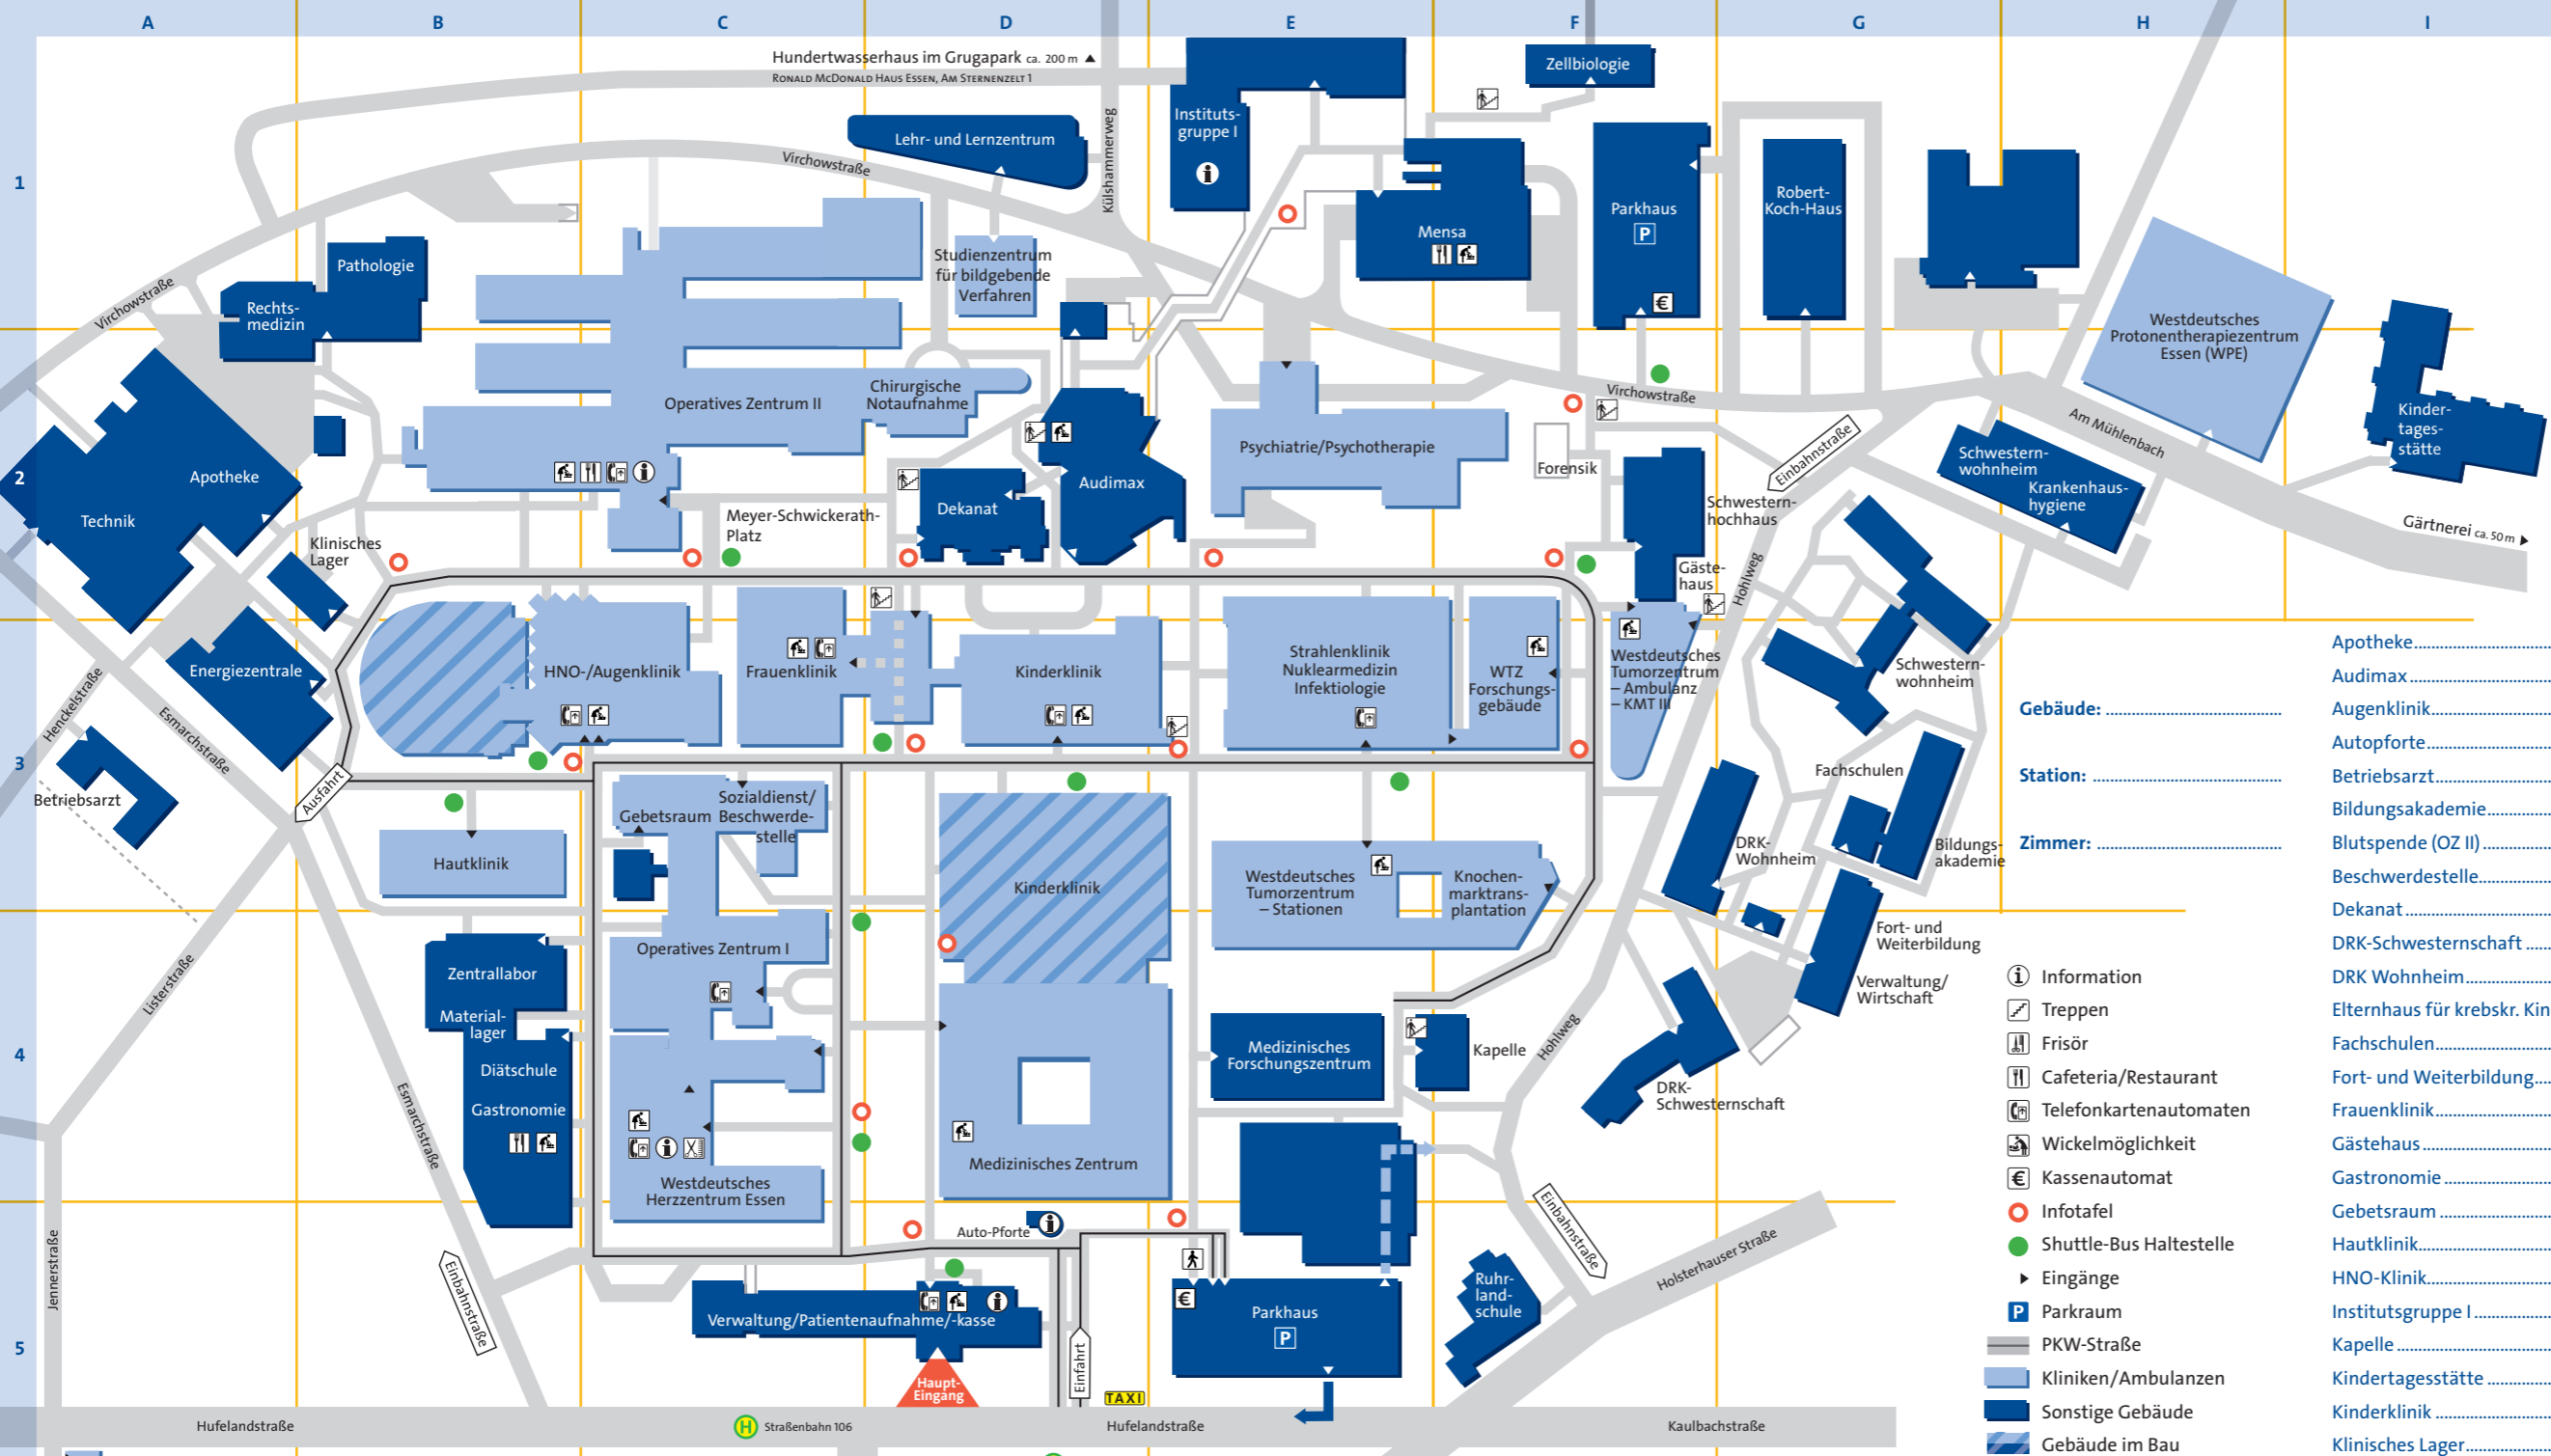 A B C D E F G H I
1
2
3
4
5
Hundertwasserhaus im Grugapark ca. 200 m
Ronald McDonald Haus Essen, Am Sternenzelt 1
Virchowstraße
Külshammerweg
Lehr- und Lernzentrum
Instituts-
gruppe I
Zellbiologie
Mensa
Parkhaus
P
€
Robert-
Koch-Haus
Westdeutsches
Protonentherapiezentrum
Essen (WPE)
Kinder-
tages-
stätte
Pathologie
Rechts-
medizin
Virchowstraße
Studienzentrum
für bildgebende
Verfahren
Operatives Zentrum II
Chirurgische
Notaufnahme
Apotheke
Technik
Klinisches
Lager
Meyer-Schwickerath-
Platz
Dekanat
Audimax
Psychiatrie/Psychotherapie
Forensik
Virchowstraße
Einbahnstraße
Schwestern-
hochhaus
Gäste-
haus
Hohlweg
Schwestern-
wohnheim
Krankenhaus-
hygiene
Am Mühlenbach
Gärtnerei ca. 50 m
Energiezentrale
Henckelstraße
Esmarchstraße
Betriebsarzt
Ausfahrt
HNO-/Augenklinik
Frauenklinik
Kinderklinik
Strahlenklinik
Nuklearmedizin
Infektiologie
WTZ
Forschungs-
gebäude
Westdeutsches
Tumorzentrum
– Ambulanz
– KMT III
Schwestern-
wohnheim
Fachschulen
DRK-
Wohnheim
Bildungs-
akademie
Hautklinik
Gebetsraum
Sozialdienst/
Beschwerde-
stelle
Kinderklinik
Westdeutsches
Tumorzentrum
– Stationen
Knochen-
marktrans-
plantation
Fort- und
Weiterbildung
Verwaltung/
Wirtschaft
Listerstraße
Zentrallabor
Material-
lager
Diätschule
Gastronomie
Esmarchstraße
Operatives Zentrum I
Westdeutsches
Herzzentrum Essen
Medizinisches Zentrum
Medizinisches
Forschungszentrum
Kapelle
Hohlweg
DRK-
Schwesternschaft
Jennerstraße
Einbahnstraße
Auto-Pforte
Verwaltung/Patientenaufnahme/-kasse
Haupt-
Eingang
Einfahrt
TAXI
€
Parkhaus
P
Ruhr-
land-
schule
Einbahnstraße
Holsterhauser Straße
Hufelandstraße
H Straßenbahn 106
Hufelandstraße
Kaulbachstraße
Gebäude:
Station:
Zimmer:
Information
Treppen
Frisör
Cafeteria/Restaurant
Telefonkartenautomaten
Wickelmöglichkeit
€ Kassenautomat
Infotafel
Shuttle-Bus Haltestelle
Eingänge
P Parkraum
PKW-Straße
Kliniken/Ambulanzen
Sonstige Gebäude
Gebäude im Bau
Apotheke
Audimax
Augenklinik
Autopforte
Betriebsarzt
Bildungsakademie
Blutspende (OZ II)
Beschwerdestelle
Dekanat
DRK-Schwesternschaft
DRK Wohnheim
Elternhaus für krebskr. Kin
Fachschulen
Fort- und Weiterbildung
Frauenklinik
Gästehaus
Gastronomie
Gebetsraum
Hautklinik
HNO-Klinik
Institutsgruppe I
Kapelle
Kindertagesstätte
Kinderklinik
Klinisches Lager